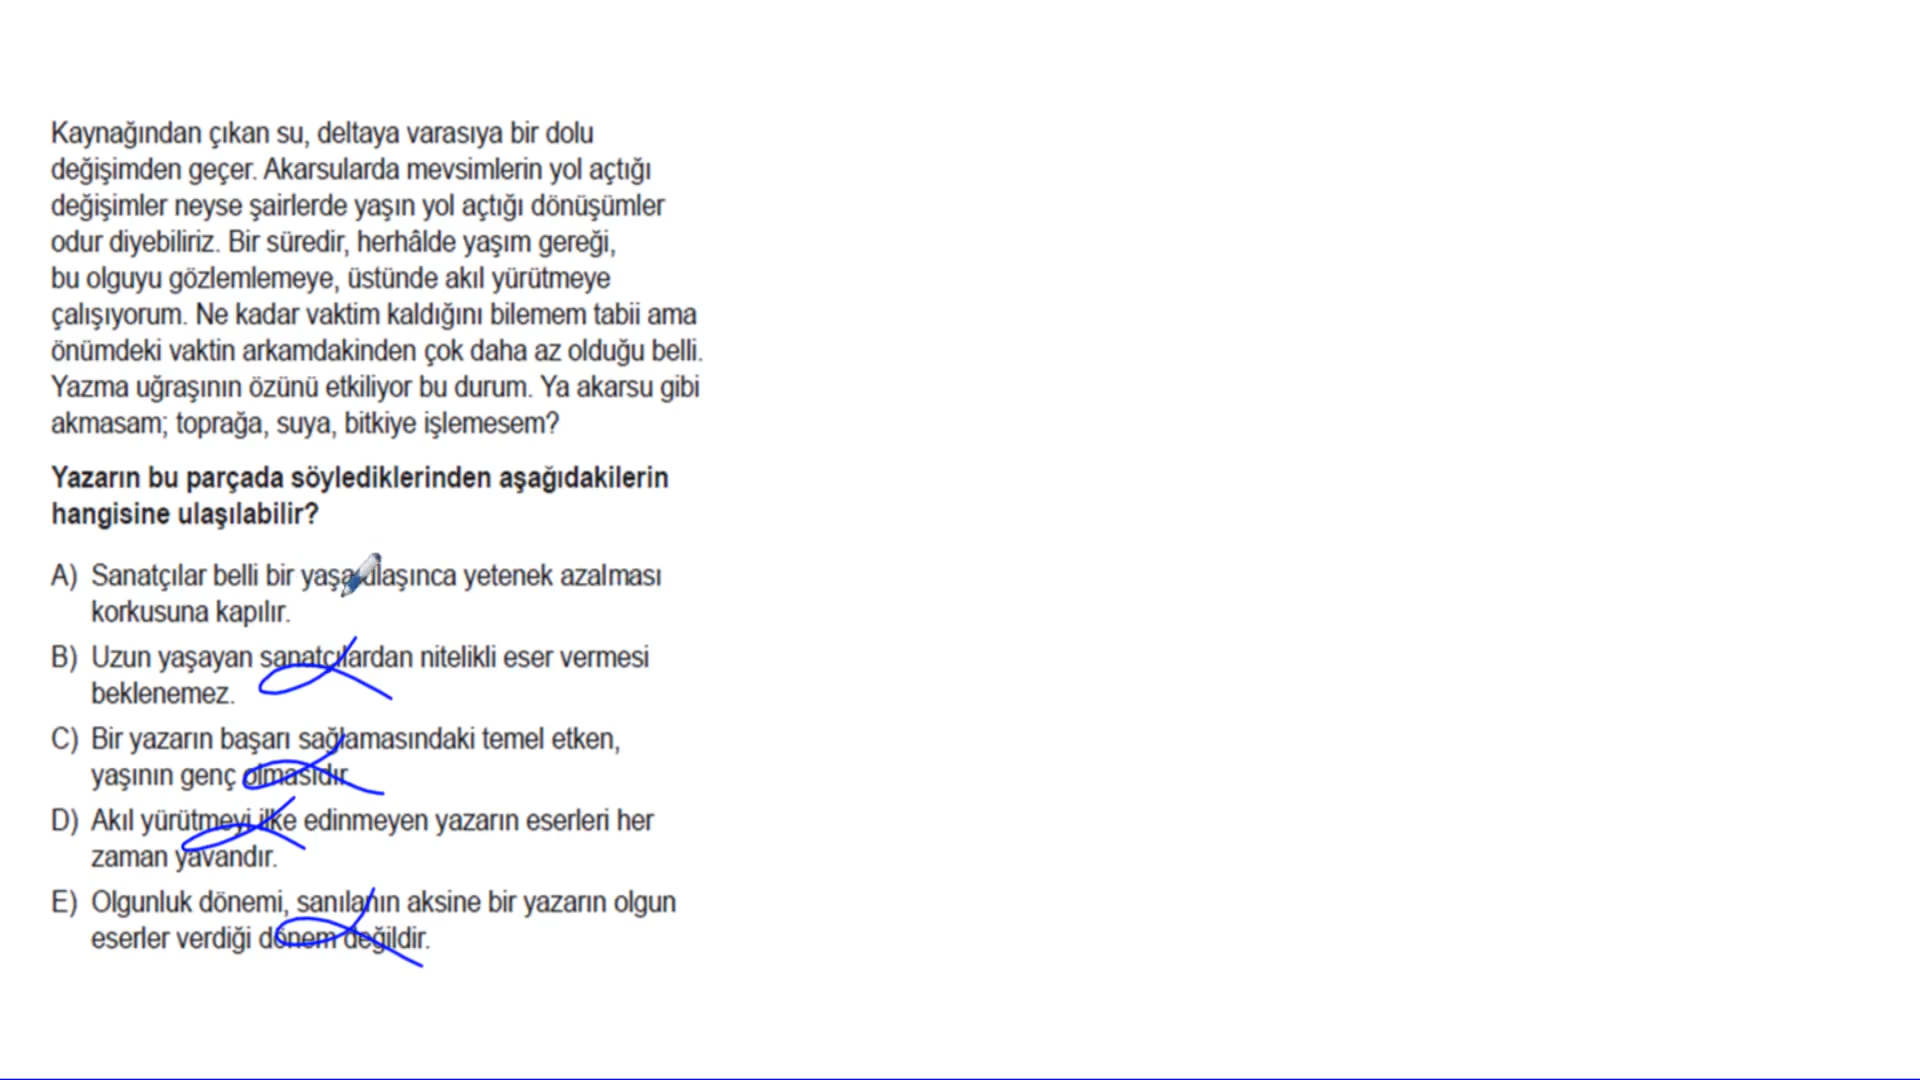 Kaynağından çıkan su, deltaya varasıya bir dolu
değişimden geçer. Akarsularda mevsimlerin yol açtığı
değişimler neyse şairlerde yaşın yol açtığı dönüşümler
odur diyebiliriz. Bir süredir, herhâlde yaşım gereği,
bu olguyu gözlemlemeye, üstünde akıl yürütmeye
çalışıyorum. Ne kadar vaktim kaldığını bilemem tabii ama
önümdeki vaktin arkamdakinden çok daha az olduğu belli.
Yazma uğraşının özünü etkiliyor bu durum. Ya akarsu gibi
akmasam; toprağa, suya, bitkiye işlemesem?
Yazarın bu parçada söylediklerinden aşağıdakilerin
hangisine ulaşılabilir?
A) Sanatçılar belli bir yaşa ulaşınca yetenek azalması
korkusuna kapılır.
B) Uzun yaşayan sanatçılardan nitelikli eser vermesi
beklenemez.
C) Bir yazarın başarı sağlamasındaki temel etken,
yaşının genç olmasıdır.
D) Akıl yürütmeyi ilke edinmeyen yazarın eserleri her
zaman yavandır.
E) Olgunluk dönemi, sanılanın aksine bir yazarın olgun
eserler verdiği dönem değildir.